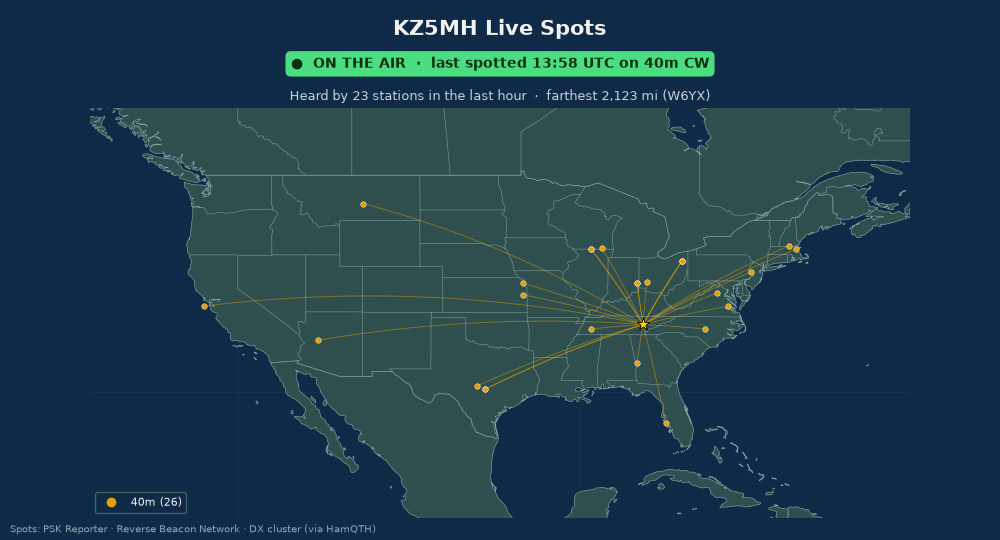 KZ5MH Live Spots
● ON THE AIR · last spotted 13:58 UTC on 40m CW
Heard by 23 stations in the last hour · farthest 2,123 mi (W6YX)
40m (26)
Spots: PSK Reporter · Reverse Beacon Network · DX cluster (via HamQTH)